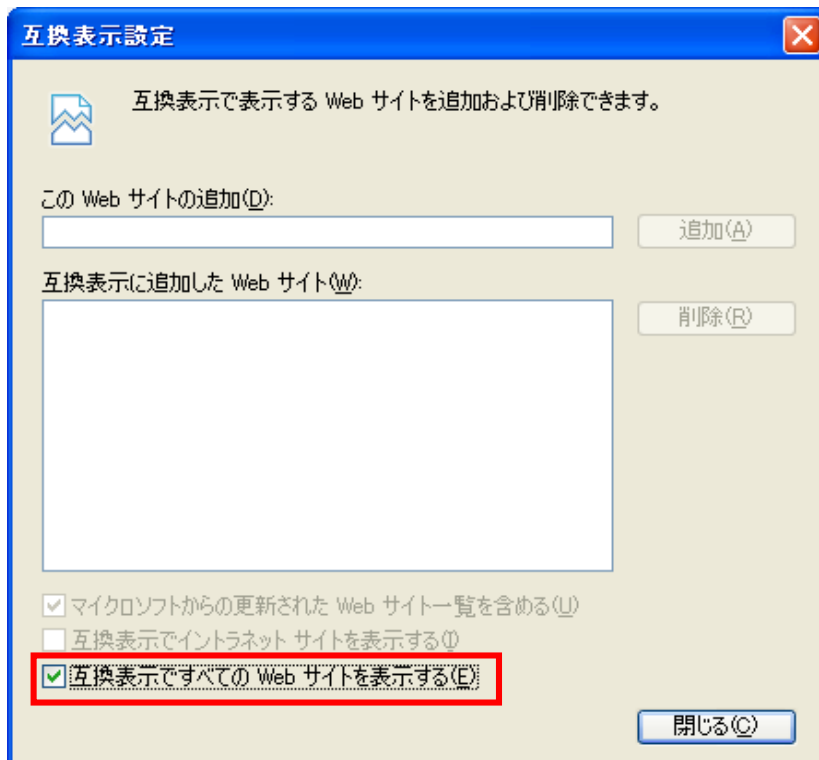 互換表示設定
互換表示で表示する Web サイトを追加および削除できます。
この Web サイトの追加(D):
追加(A)
互換表示に追加した Web サイト(W):
削除(R)
マイクロソフトからの更新された Web サイト一覧を含める(U)
互換表示でイントラネット サイトを表示する(I)
互換表示ですべての Web サイトを表示する(E)
閉じる(C)